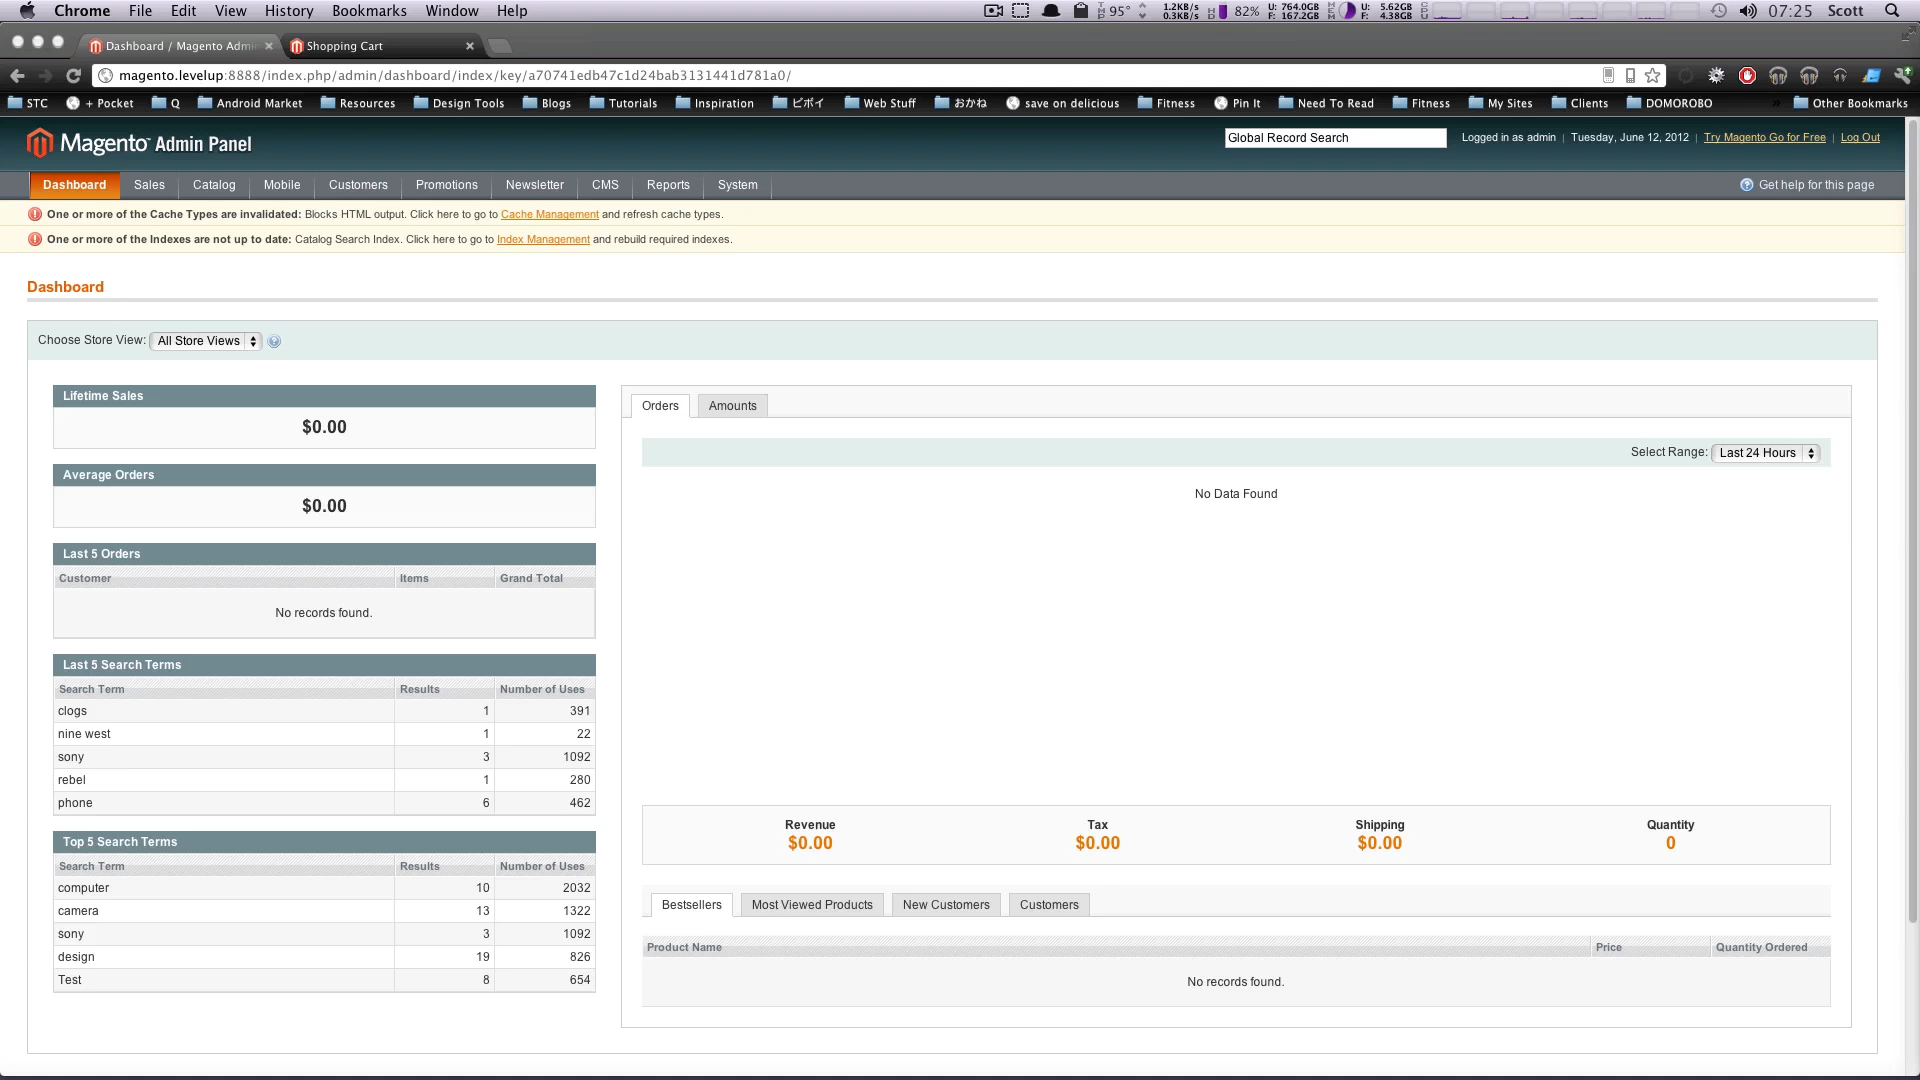 Chrome File Edit View History Bookmarks Window Help 95° 1.2KB/s 0.3KB/s 82% U: 764.0GB F: 167.2GB U: 5.62GB F: 4.38GB 07:25 Scott
Dashboard / Magento Admin Shopping Cart
magento.levelup:8888/index.php/admin/dashboard/index/key/a70741edb47c1d24bab3131441d781a0/
STC + Pocket Q Android Market Resources Design Tools Blogs Tutorials Inspiration ビボイ Web Stuff おかね save on delicious Fitness Pin It Need To Read Fitness My Sites Clients DOMOROBO » Other Bookmarks
Magento™ Admin Panel Global Record Search Logged in as admin | Tuesday, June 12, 2012 | Try Magento Go for Free | Log Out
Dashboard Sales Catalog Mobile Customers Promotions Newsletter CMS Reports System Get help for this page
One or more of the Cache Types are invalidated: Blocks HTML output. Click here to go to Cache Management and refresh cache types.
One or more of the Indexes are not up to date: Catalog Search Index. Click here to go to Index Management and rebuild required indexes.
Dashboard
Choose Store View: All Store Views
Lifetime Sales
$0.00
Average Orders
$0.00
Last 5 Orders
Customer Items Grand Total
No records found.
Last 5 Search Terms
Search Term Results Number of Uses
clogs 1 391
nine west 1 22
sony 3 1092
rebel 1 280
phone 6 462
Top 5 Search Terms
Search Term Results Number of Uses
computer 10 2032
camera 13 1322
sony 3 1092
design 19 826
Test 8 654
Orders Amounts
Select Range: Last 24 Hours
No Data Found
Revenue Tax Shipping Quantity
$0.00 $0.00 $0.00 0
Bestsellers Most Viewed Products New Customers Customers
Product Name Price Quantity Ordered
No records found.